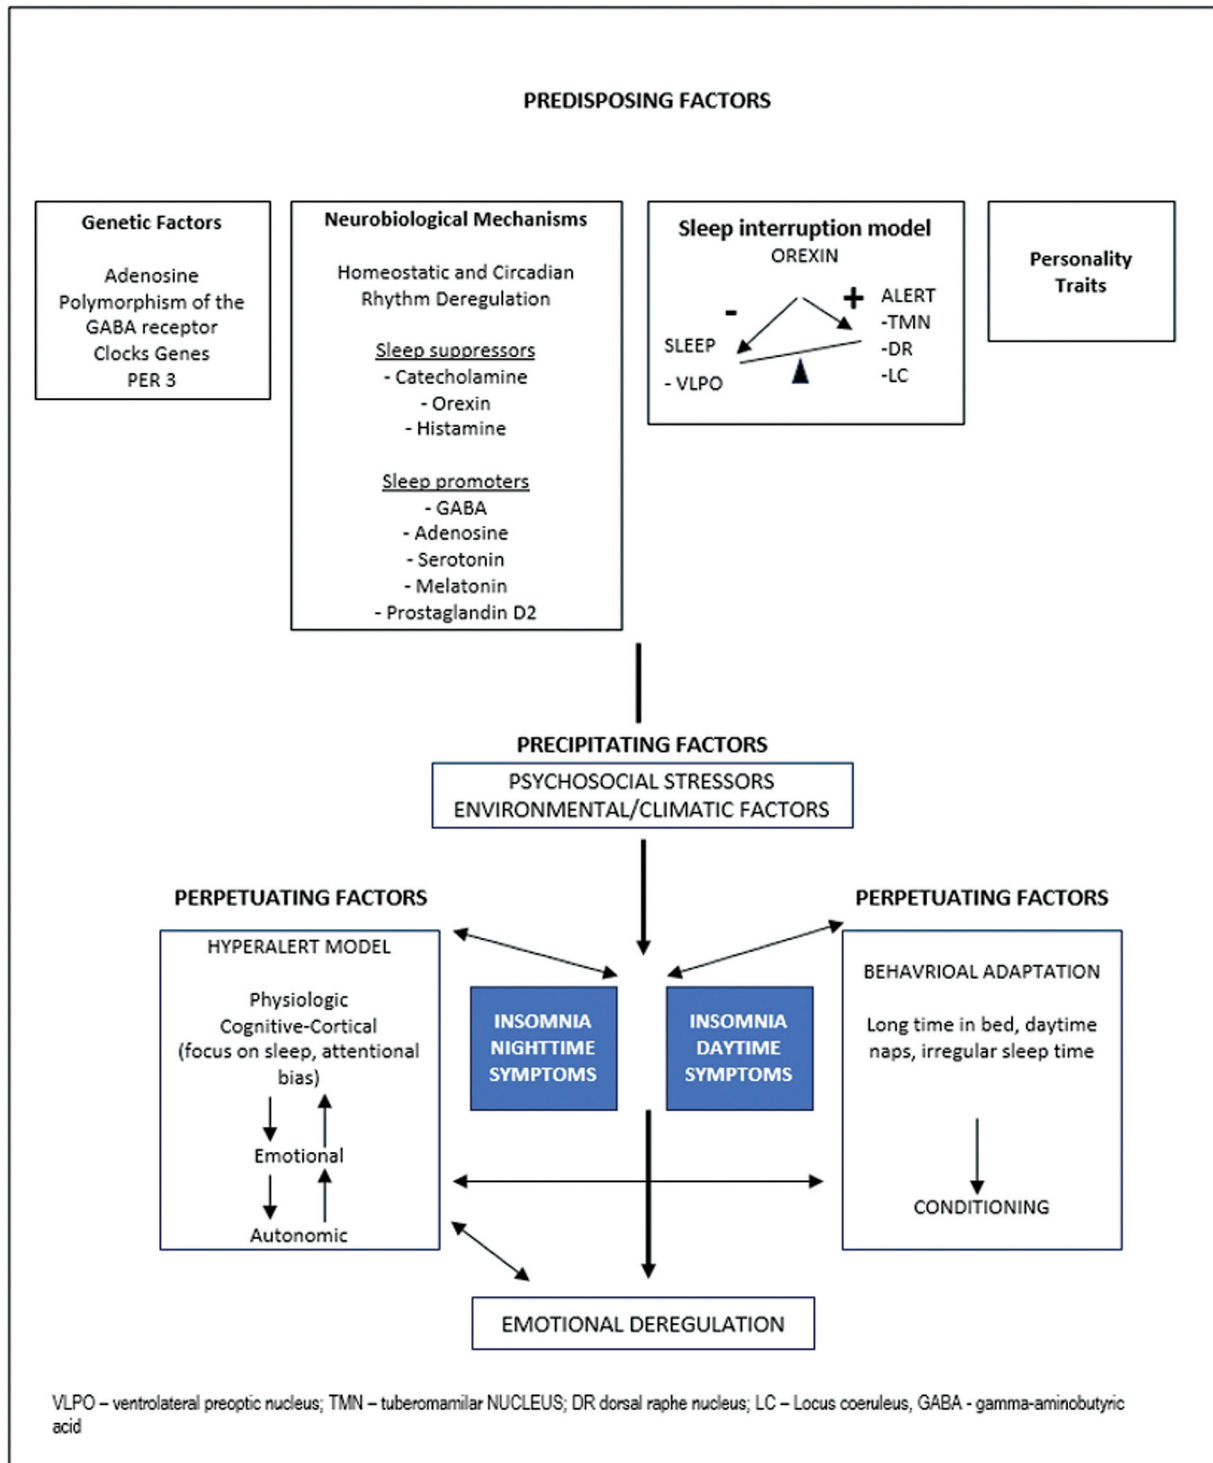 PREDISPOSING FACTORS
Genetic Factors
Adenosine
Polymorphism of the
GABA receptor
Clocks Genes
PER 3
Neurobiological Mechanisms
Homeostatic and Circadian
Rhythm Deregulation
Sleep suppressors
- Catecholamine
- Orexin
- Histamine
Sleep promoters
- GABA
- Adenosine
- Serotonin
- Melatonin
- Prostaglandin D2
Sleep interruption model
OREXIN
-
+
SLEEP
- VLPO
ALERT
-TMN
-DR
-LC
Personality
Traits
PRECIPITATING FACTORS
PSYCHOSOCIAL STRESSORS
ENVIRONMENTAL/CLIMATIC FACTORS
PERPETUATING FACTORS
HYPERALERT MODEL
Physiologic
Cognitive-Cortical
(focus on sleep, attentional
bias)
Emotional
Autonomic
INSOMNIA
NIGHTTIME
SYMPTOMS
INSOMNIA
DAYTIME
SYMPTOMS
PERPETUATING FACTORS
BEHAVRIOAL ADAPTATION
Long time in bed, daytime
naps, irregular sleep time
CONDITIONING
EMOTIONAL DEREGULATION
VLPO – ventrolateral preoptic nucleus; TMN – tuberomamilar NUCLEUS; DR dorsal raphe nucleus; LC – Locus coeruleus, GABA - gamma-aminobutyric
acid